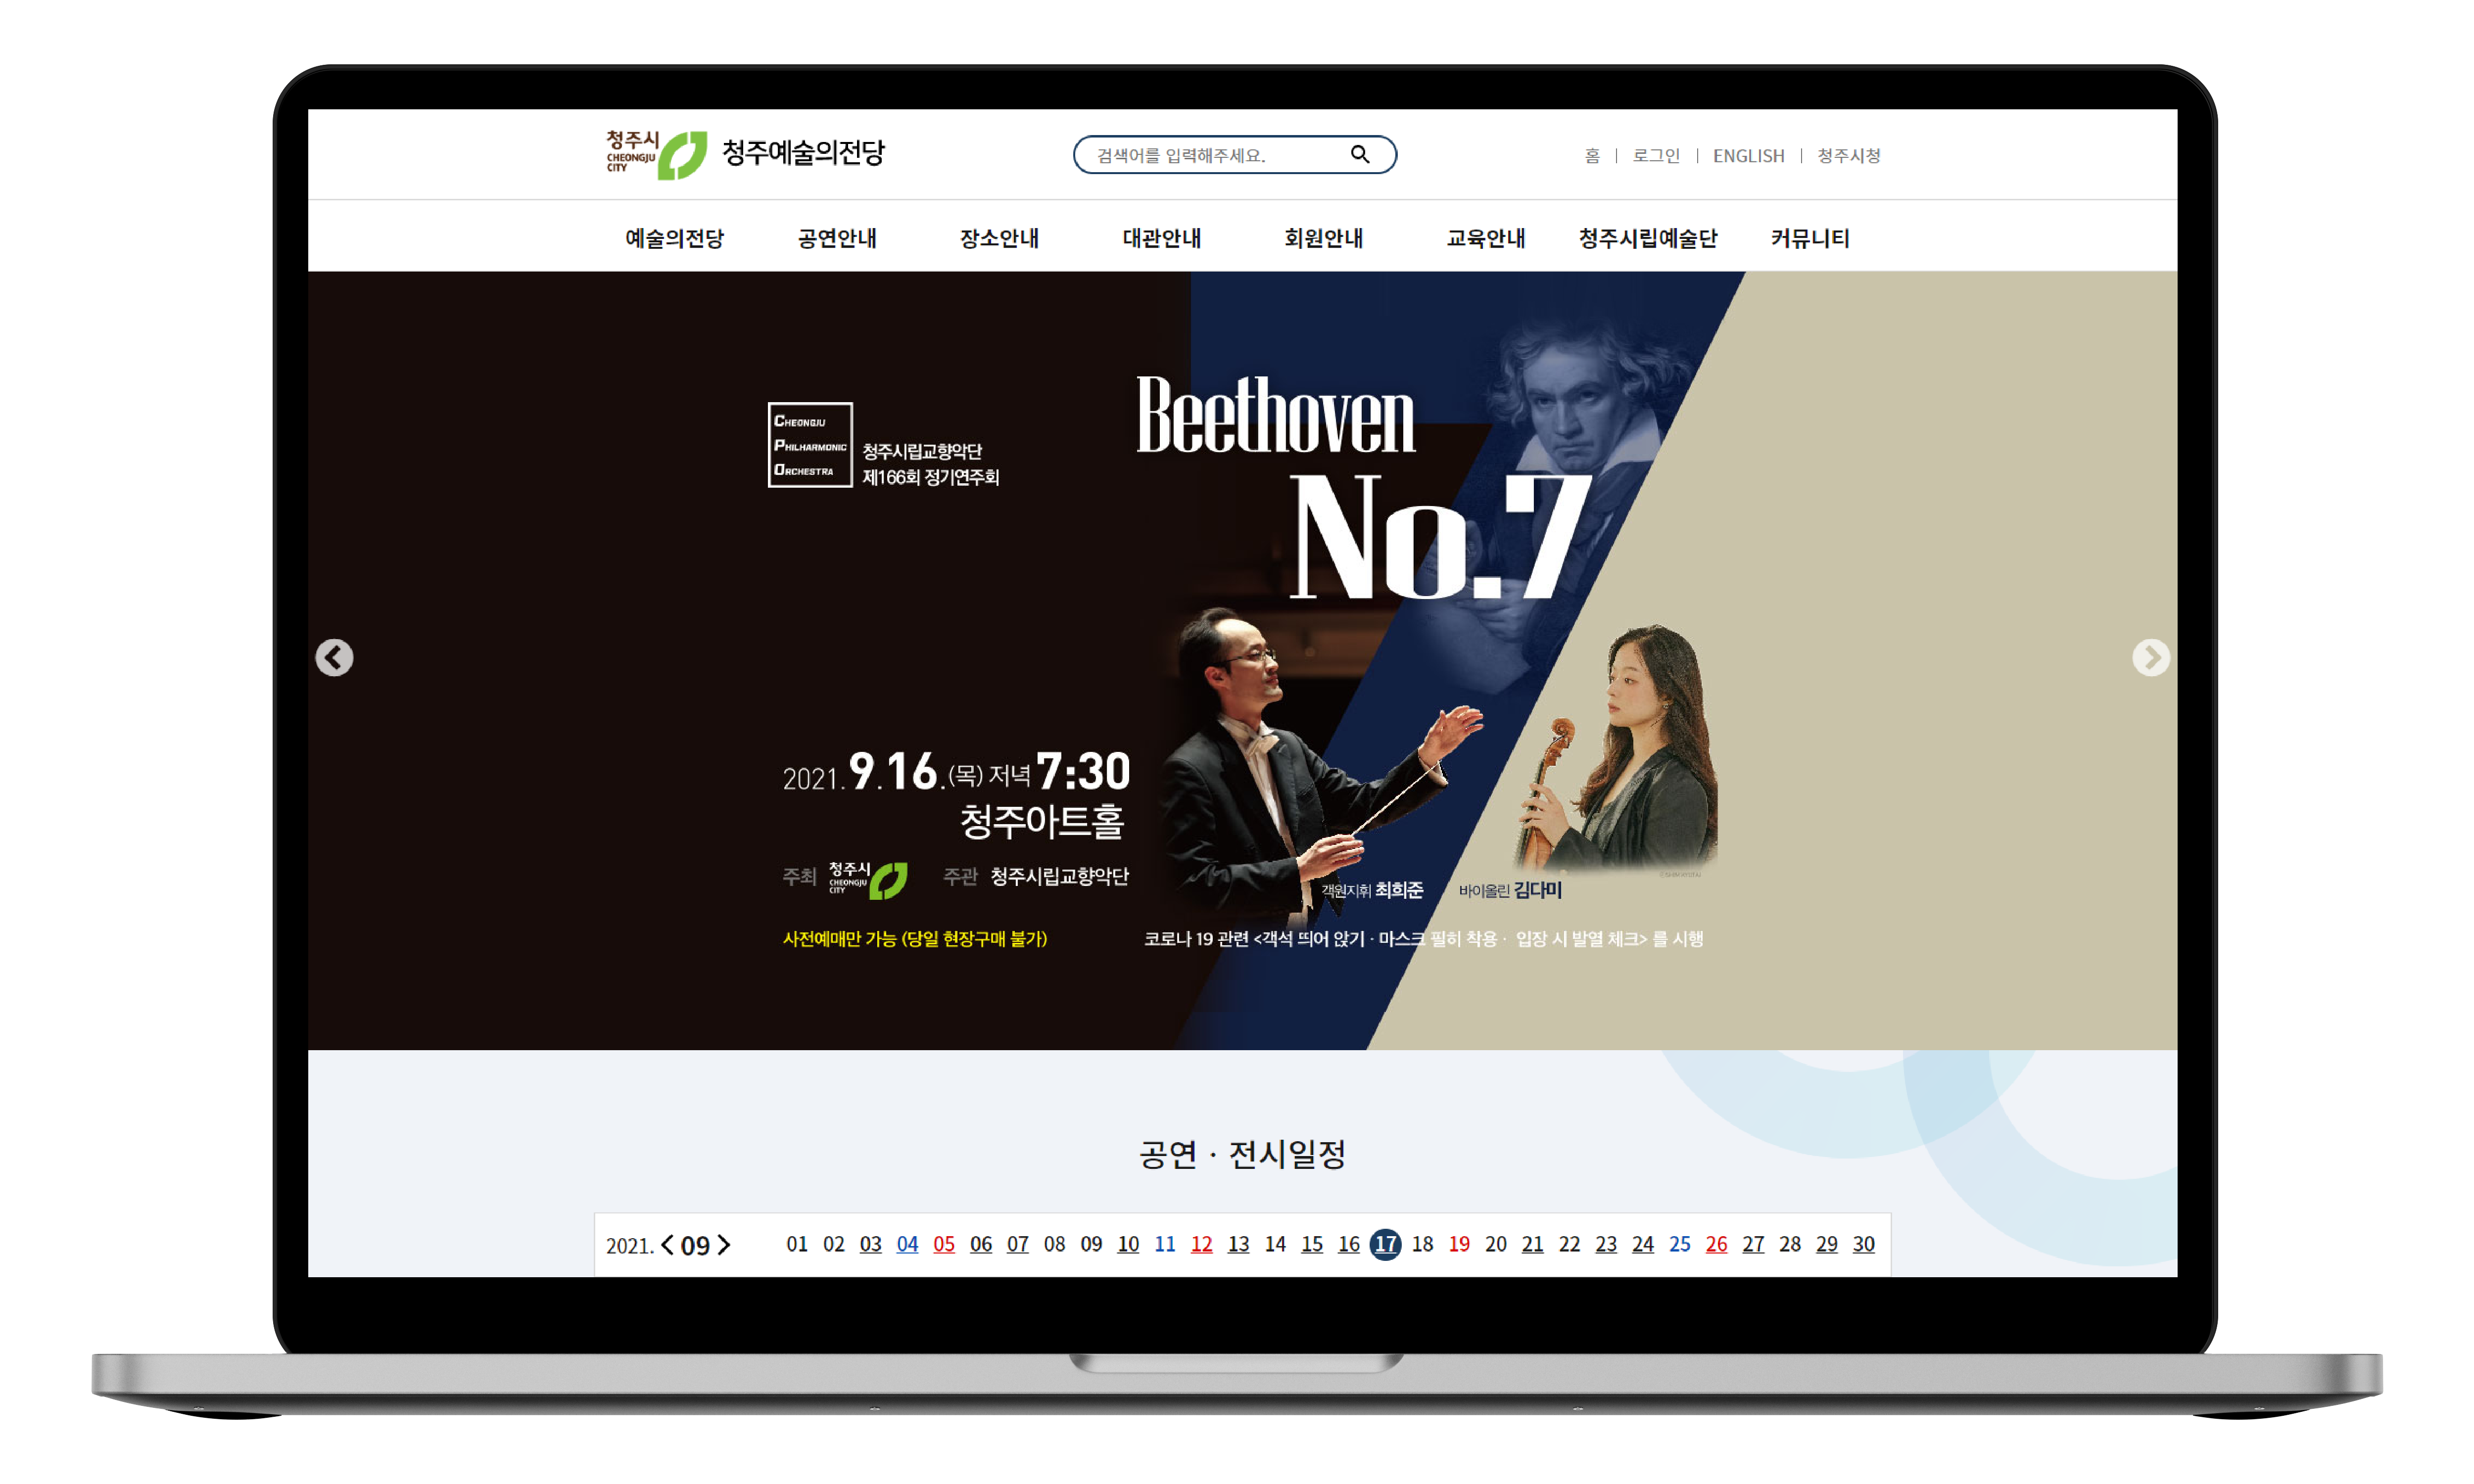 청주시
CHEONGJU
CITY
청주예술의전당
검색어를 입력해주세요.
홈 | 로그인 | ENGLISH | 청주시청
예술의전당 공연안내 장소안내 대관안내 회원안내 교육안내 청주시립예술단 커뮤니티
Beethoven
No.7
CHEONGJU
PHILHARMONIC
ORCHESTRA
청주시립교향악단
제166회 정기연주회
2021.9.16.(목) 저녁 7:30
청주아트홀
주최 청주시 CHEONGJU CITY 주관 청주시립교향악단
객원지휘 최희준 바이올린 김다미
사전예매만 가능 (당일 현장구매 불가)
코로나 19 관련 <객석 띄어 앉기 · 마스크 필히 착용 · 입장 시 발열 체크> 를 시행
공연 · 전시일정
2021. < 09 > 01 02 03 04 05 06 07 08 09 10 11 12 13 14 15 16 17 18 19 20 21 22 23 24 25 26 27 28 29 30